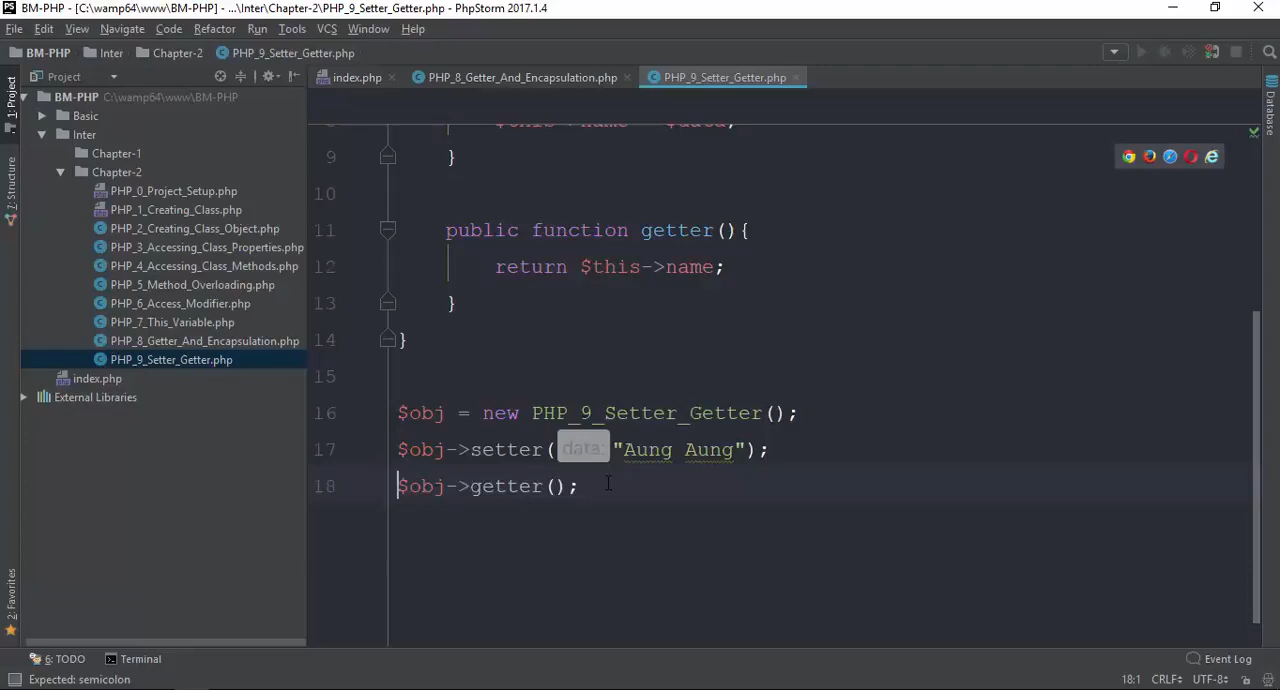 BM-PHP - [C:\wamp64\www\BM-PHP] - ...\Inter\Chapter-2\PHP_9_Setter_Getter.php - PhpStorm 2017.1.4
File Edit View Navigate Code Refactor Run Tools VCS Window Help
BM-PHP Inter Chapter-2 PHP_9_Setter_Getter.php
Project
index.php PHP_8_Getter_And_Encapsulation.php PHP_9_Setter_Getter.php
BM-PHP C:\wamp64\www\BM-PHP
Basic
Inter
Chapter-1
Chapter-2
PHP_0_Project_Setup.php
PHP_1_Creating_Class.php
PHP_2_Creating_Class_Object.php
PHP_3_Accessing_Class_Properties.php
PHP_4_Accessing_Class_Methods.php
PHP_5_Method_Overloading.php
PHP_6_Access_Modifier.php
PHP_7_This_Variable.php
PHP_8_Getter_And_Encapsulation.php
PHP_9_Setter_Getter.php
index.php
External Libraries
1: Project
7: Structure
2: Favorites
Database
9 }
10
11 public function getter(){
12 return $this->name;
13 }
14 }
15
16 $obj = new PHP_9_Setter_Getter();
17 $obj->setter( data: "Aung Aung");
18 $obj->getter();
6: TODO Terminal Event Log
Expected: semicolon 18:1 CRLF UTF-8